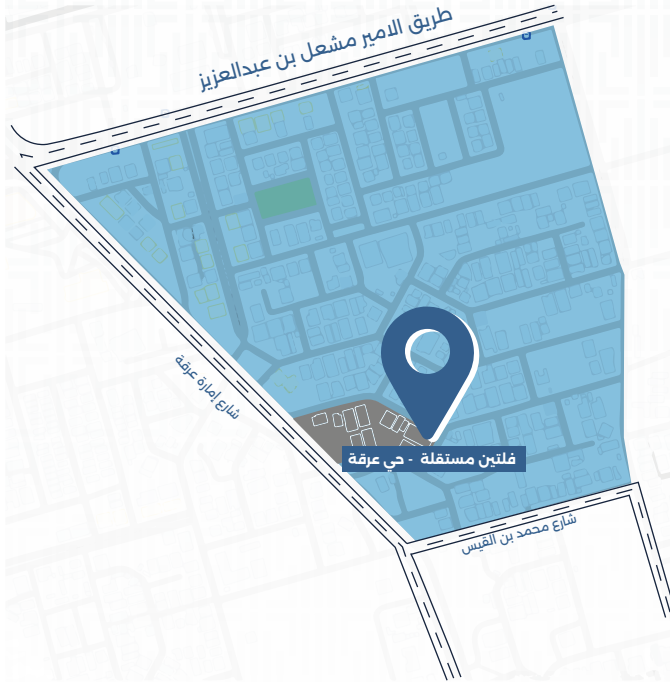 طريق الامير مشعل بن عبدالعزيز
شارع إمارة عرقة
فلتين مستقلة - حي عرقة
شارع محمد بن القيس